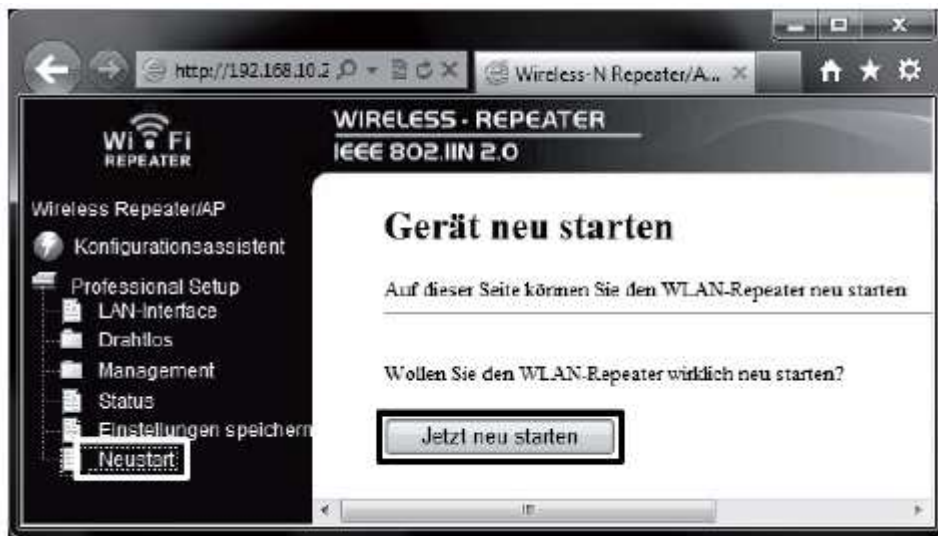 http://192.168.10.2
Wireless-N Repeater/A...
Wi Fi
REPEATER
WIRELESS - REPEATER
IEEE 802.11N 2.0
Wireless Repeater/AP
Konfigurationsassistent
Professional Setup
LAN-Interface
Drahtlos
Management
Status
Einstellungen speichern
Neustart
Gerät neu starten
Auf dieser Seite können Sie den WLAN-Repeater neu starten
Wollen Sie den WLAN-Repeater wirklich neu starten?
Jetzt neu starten